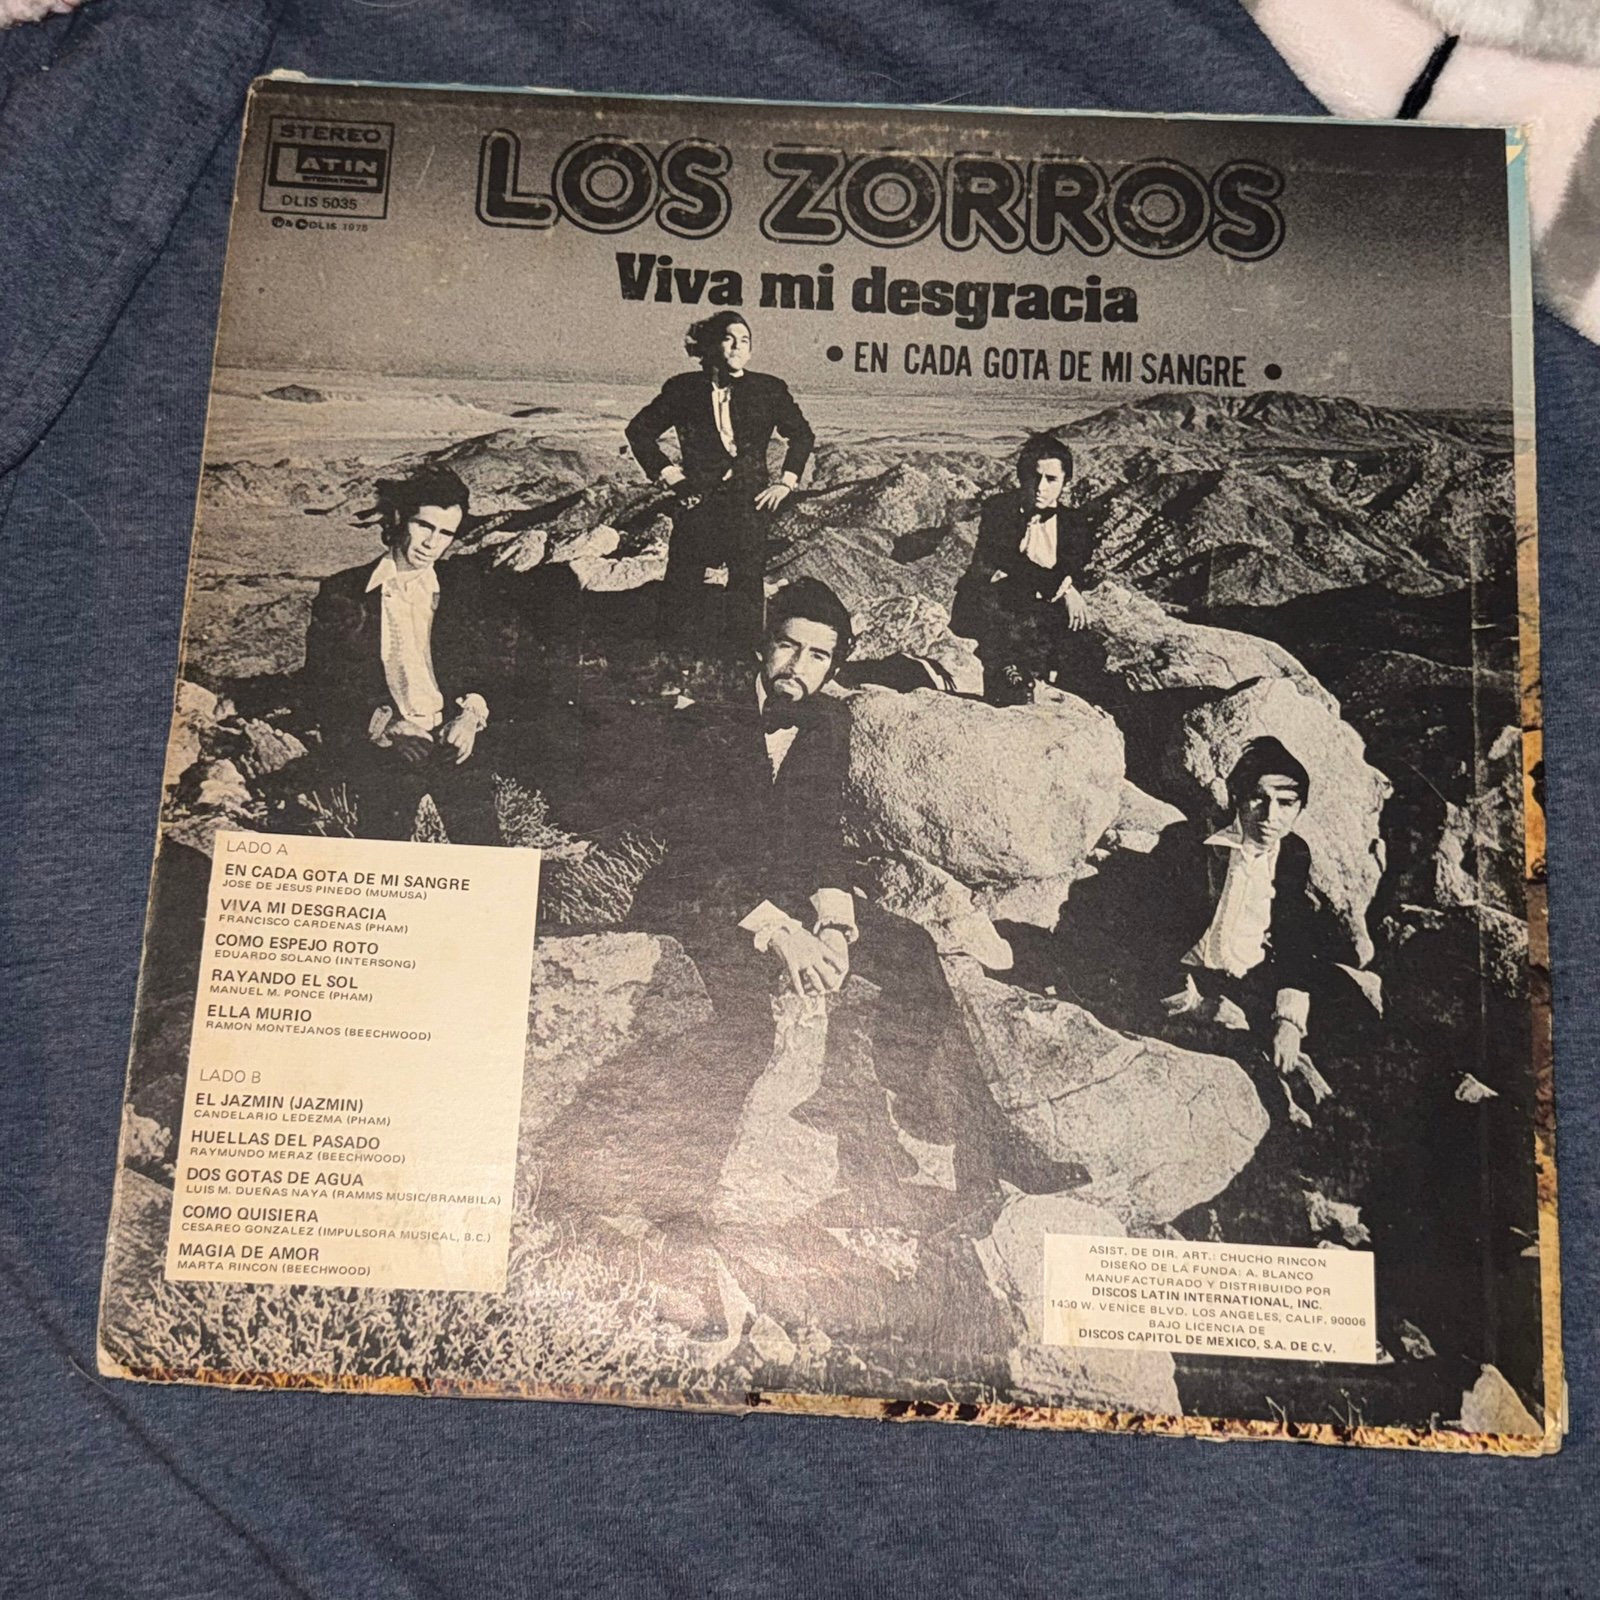 STEREO
LATIN
INTERNATIONAL
DLIS 5035
℗ & © DLIS 1975
LOS ZORROS
Viva mi desgracia
• EN CADA GOTA DE MI SANGRE •
LADO A
EN CADA GOTA DE MI SANGRE
JOSE DE JESUS PINEDO (MUMUSA)
VIVA MI DESGRACIA
FRANCISCO CARDENAS (PHAM)
COMO ESPEJO ROTO
EDUARDO SOLANO (INTERSONG)
RAYANDO EL SOL
MANUEL M. PONCE (PHAM)
ELLA MURIO
RAMON MONTEJANOS (BEECHWOOD)
LADO B
EL JAZMIN (JAZMIN)
CANDELARIO LEDEZMA (PHAM)
HUELLAS DEL PASADO
RAYMUNDO MERAZ (BEECHWOOD)
DOS GOTAS DE AGUA
LUIS M. DUEÑAS NAYA (RAMMS MUSIC/BRAMBILA)
COMO QUISIERA
CESAREO GONZALEZ (IMPULSORA MUSICAL, B.C.)
MAGIA DE AMOR
MARTA RINCON (BEECHWOOD)
ASIST. DE DIR. ART.: CHUCHO RINCON
DISEÑO DE LA FUNDA: A. BLANCO
MANUFACTURADO Y DISTRIBUIDO POR
DISCOS LATIN INTERNATIONAL, INC.
1430 W. VENICE BLVD. LOS ANGELES, CALIF. 90006
BAJO LICENCIA DE
DISCOS CAPITOL DE MEXICO, S.A. DE C.V.